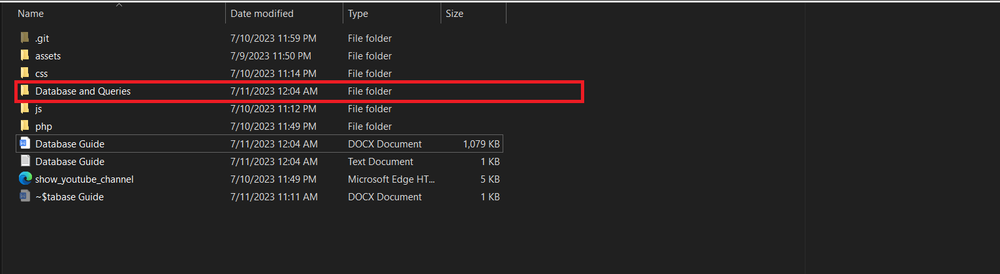 Name Date modified Type Size
.git 7/10/2023 11:59 PM File folder
assets 7/9/2023 11:50 PM File folder
css 7/10/2023 11:14 PM File folder
Database and Queries 7/11/2023 12:04 AM File folder
js 7/10/2023 11:12 PM File folder
php 7/10/2023 11:49 PM File folder
Database Guide 7/11/2023 12:04 AM DOCX Document 1,079 KB
Database Guide 7/11/2023 12:04 AM Text Document 1 KB
show_youtube_channel 7/10/2023 11:49 PM Microsoft Edge HT... 5 KB
~$tabase Guide 7/11/2023 11:11 AM DOCX Document 1 KB